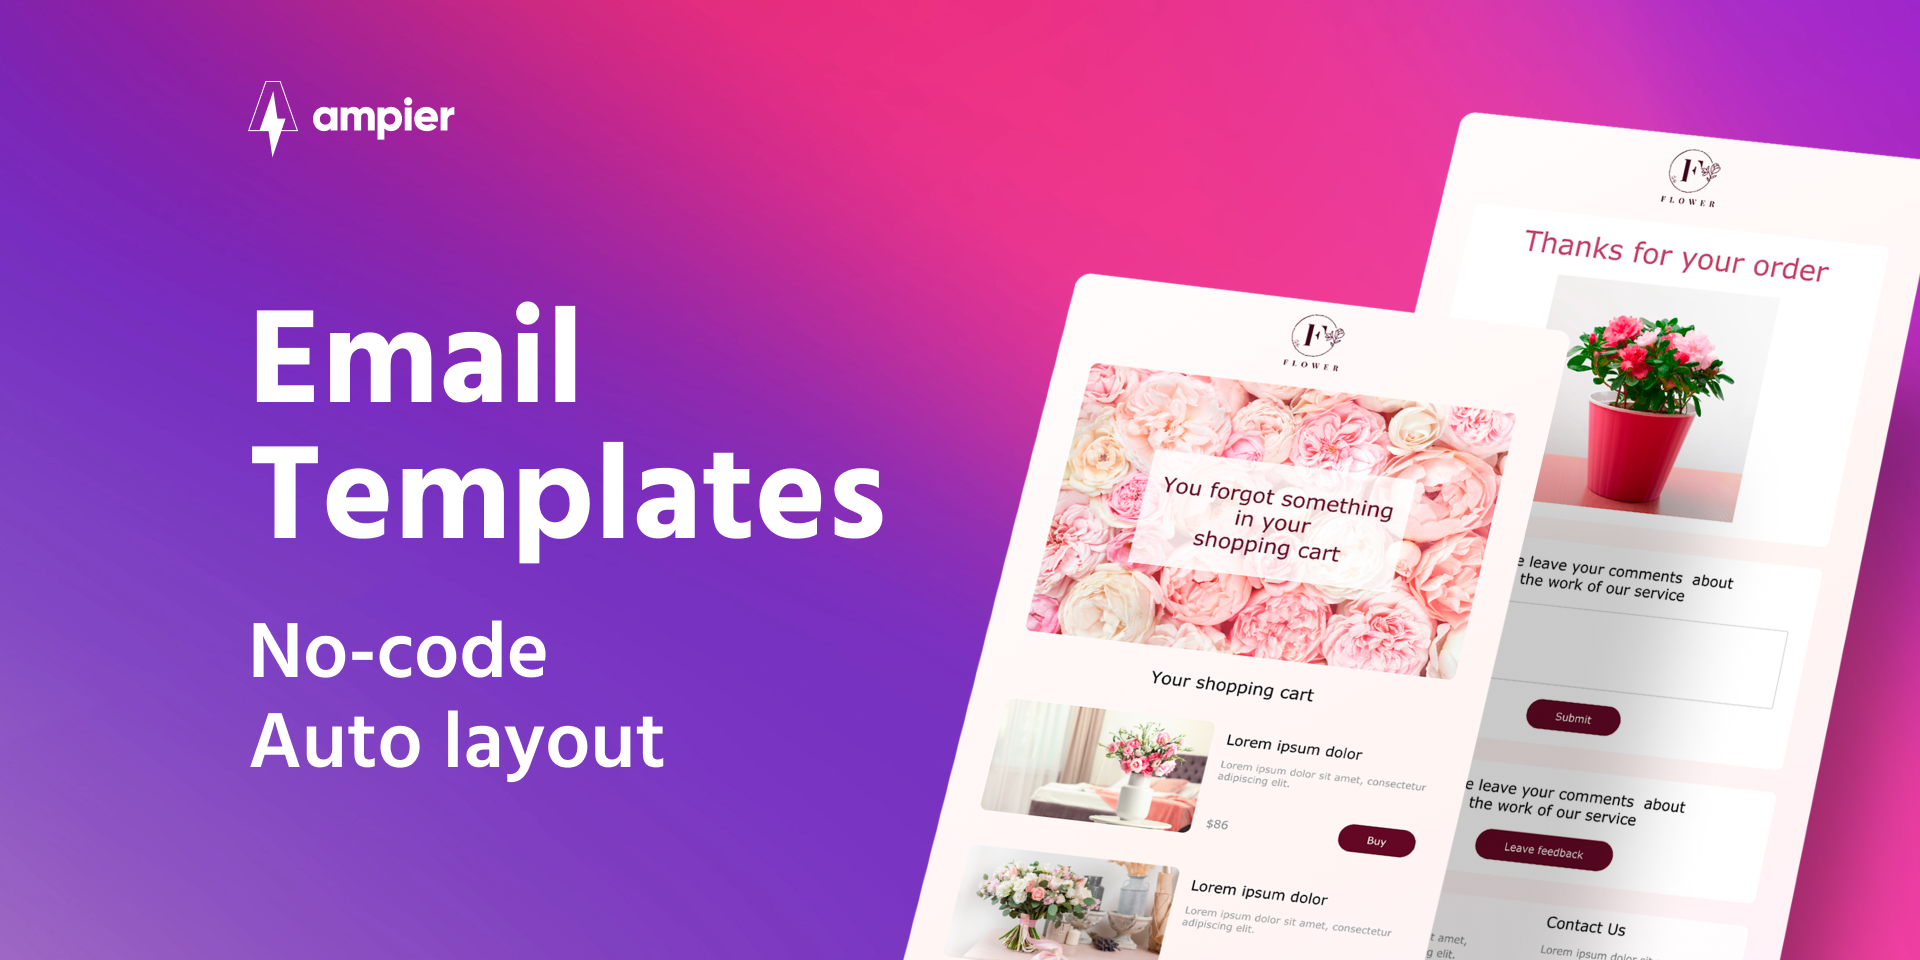 ampier
Email
Templates
No-code
Auto layout
F
FLOWER
You forgot something
in your
shopping cart
Your shopping cart
Lorem ipsum dolor
Lorem ipsum dolor sit amet, consectetur
adipiscing elit.
$86
Buy
Lorem ipsum dolor
Lorem ipsum dolor sit amet, consectetur
adipiscing elit.
F
FLOWER
Thanks for your order
leave your comments  about
the work of our service
Submit
leave your comments  about
the work of our service
Leave feedback
t amet,
g elit.
Contact Us
Lorem ipsum dolor sit